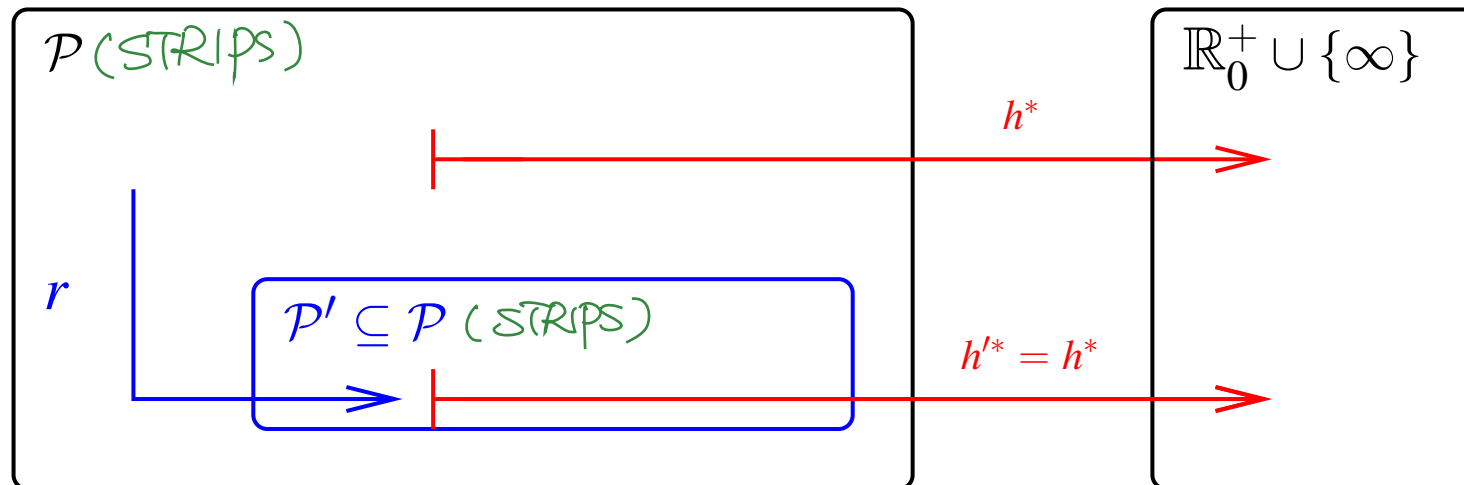 𝒫 (STRIPS)
ℝ₀⁺ ∪ {∞}
h*
r
𝒫′ ⊆ 𝒫 (STRIPS)
h′* = h*